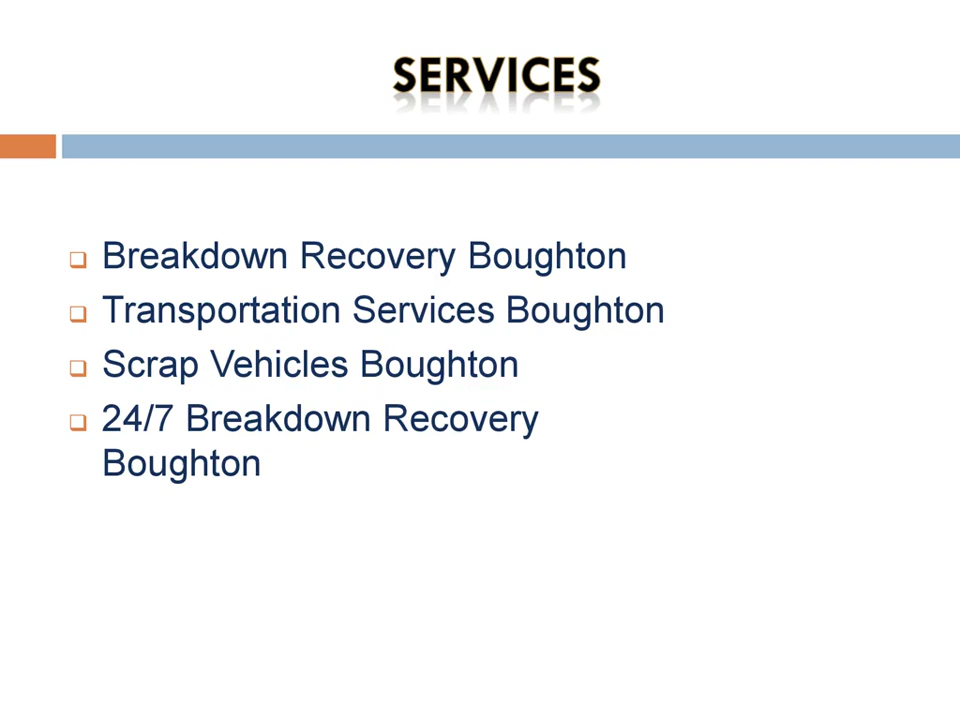 SERVICES
Breakdown Recovery Boughton
Transportation Services Boughton
Scrap Vehicles Boughton
24/7 Breakdown Recovery
Boughton